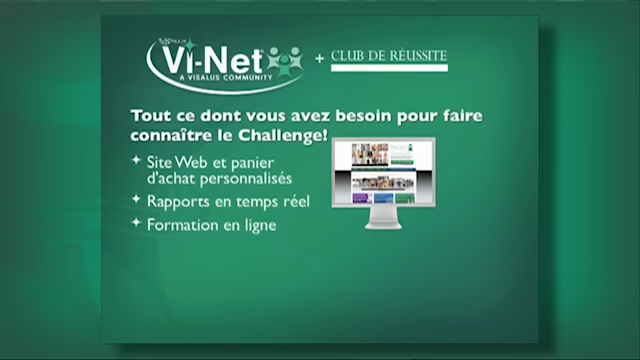 ViSALUS
Vi-Net
A VISALUS COMMUNITY
+ CLUB DE RÉUSSITE
Tout ce dont vous avez besoin pour faire
connaître le Challenge!
Site Web et panier
d'achat personnalisés
Rapports en temps réel
Formation en ligne